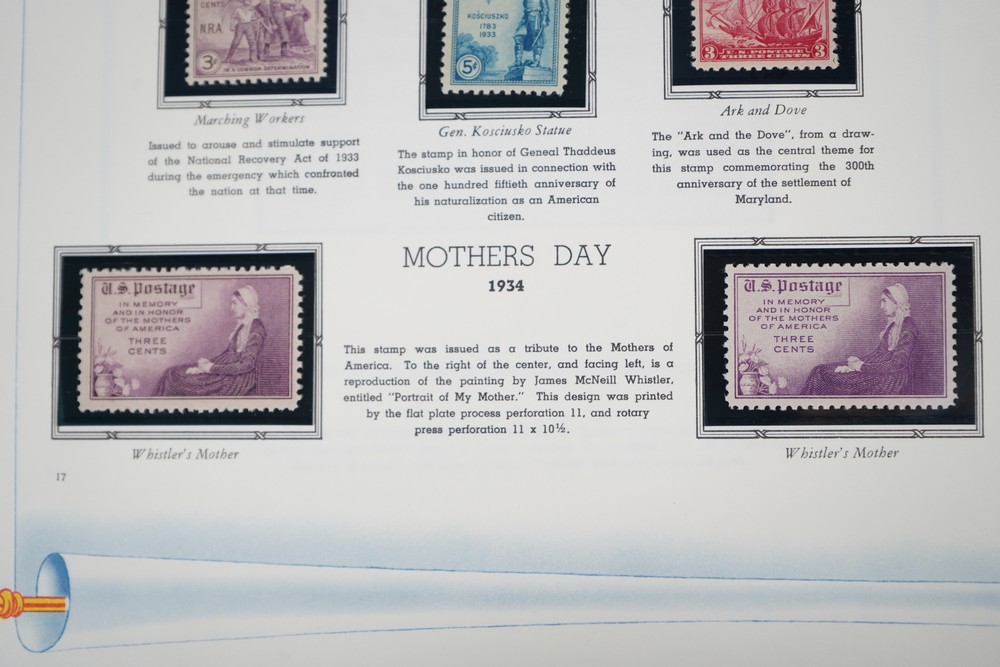 CENTS
N.R.A.
3¢
IN A COMMON DETERMINATION
KOŚCIUSZKO
1783
1933
5¢
3 U.S. POSTAGE 3
THREE CENTS
Marching Workers
Issued to arouse and stimulate support
of the National Recovery Act of 1933
during the emergency which confronted
the nation at that time.
Gen. Kosciusko Statue
The stamp in honor of Geneal Thaddeus
Kosciusko was issued in connection with
the one hundred fiftieth anniversary of
his naturalization as an American
citizen.
Ark and Dove
The "Ark and the Dove", from a draw-
ing, was used as the central theme for
this stamp commemorating the 300th
anniversary of the settlement of
Maryland.
U.S. Postage
IN MEMORY
AND IN HONOR
OF THE MOTHERS
OF AMERICA
THREE
CENTS
Whistler's Mother
MOTHERS DAY
1934
This stamp was issued as a tribute to the Mothers of
America. To the right of the center, and facing left, is a
reproduction of the painting by James McNeill Whistler,
entitled "Portrait of My Mother." This design was printed
by the flat plate process perforation 11, and rotary
press perforation 11 x 10½.
U.S. Postage
IN MEMORY
AND IN HONOR
OF THE MOTHERS
OF AMERICA
THREE
CENTS
Whistler's Mother
17